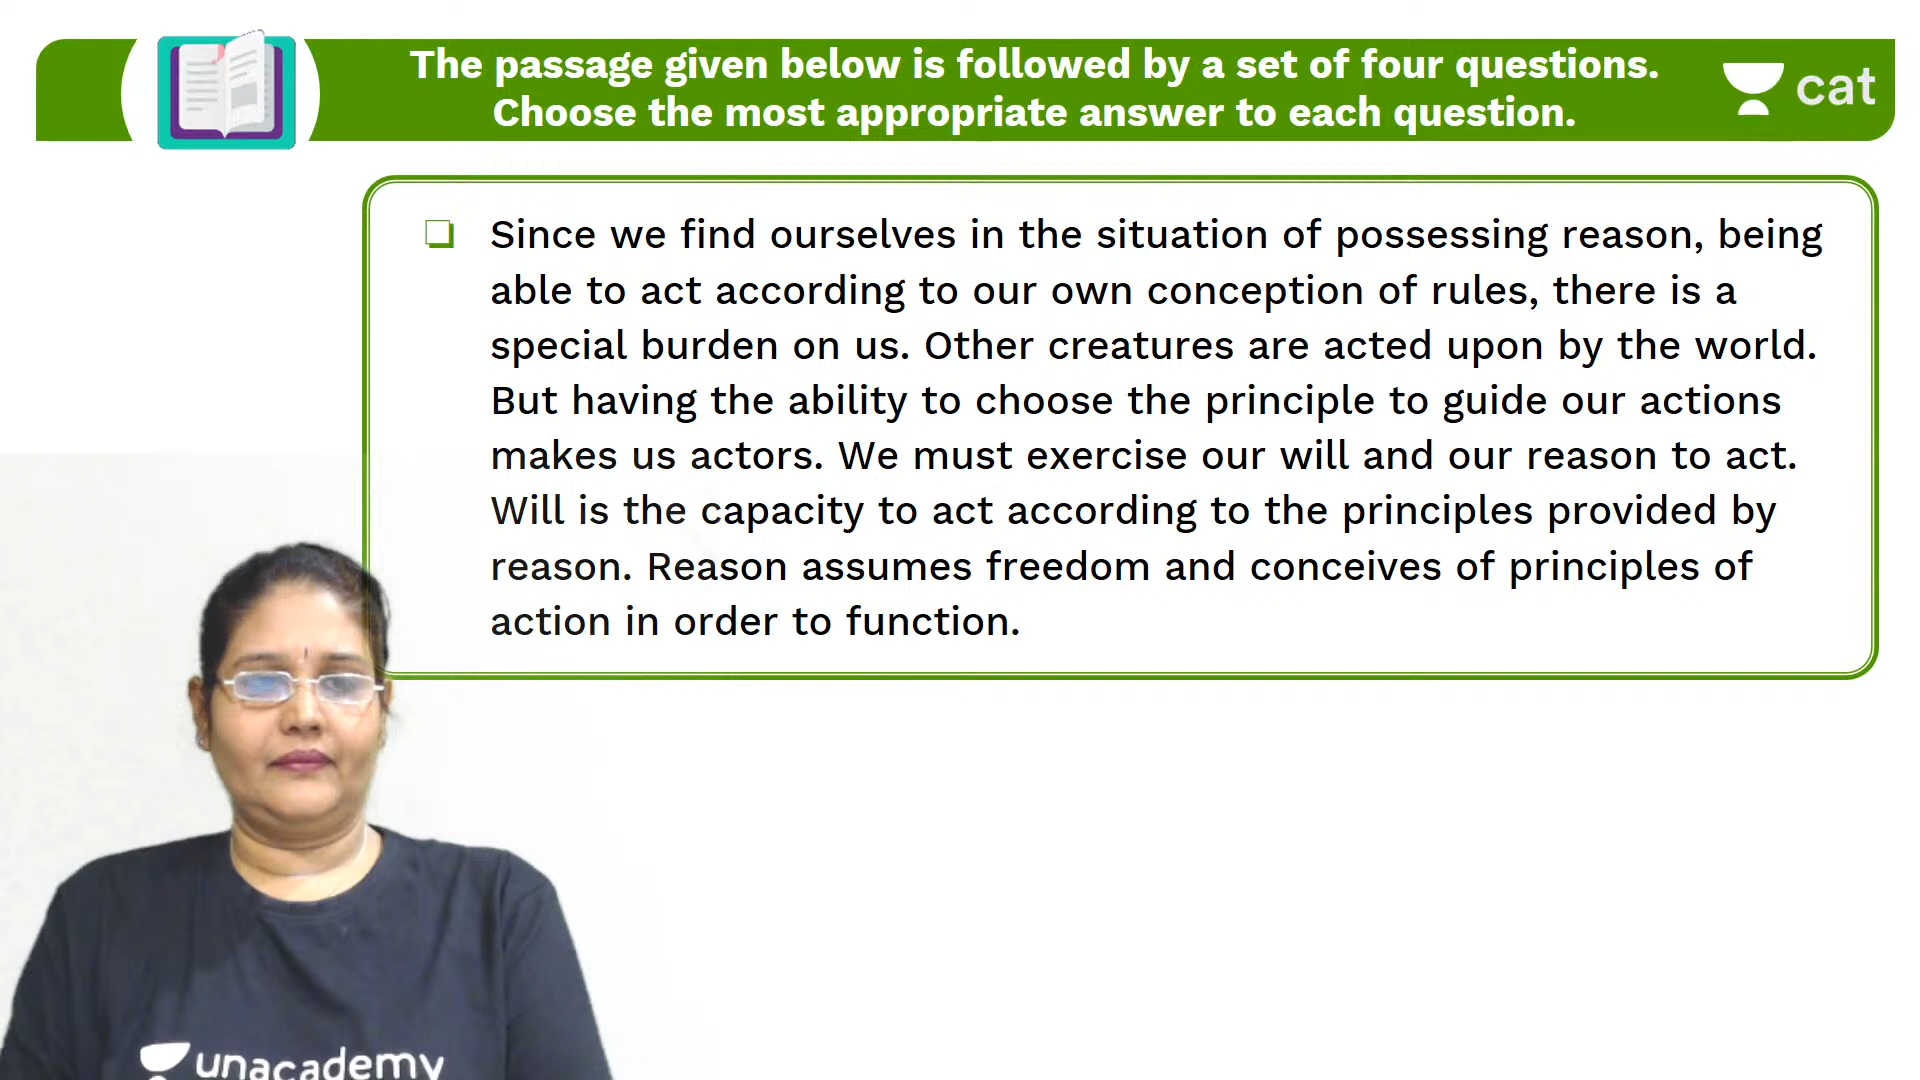 The passage given below is followed by a set of four questions.
Choose the most appropriate answer to each question.
cat
Since we find ourselves in the situation of possessing reason, being
able to act according to our own conception of rules, there is a
special burden on us. Other creatures are acted upon by the world.
But having the ability to choose the principle to guide our actions
makes us actors. We must exercise our will and our reason to act.
Will is the capacity to act according to the principles provided by
reason. Reason assumes freedom and conceives of principles of
action in order to function.
unacademy